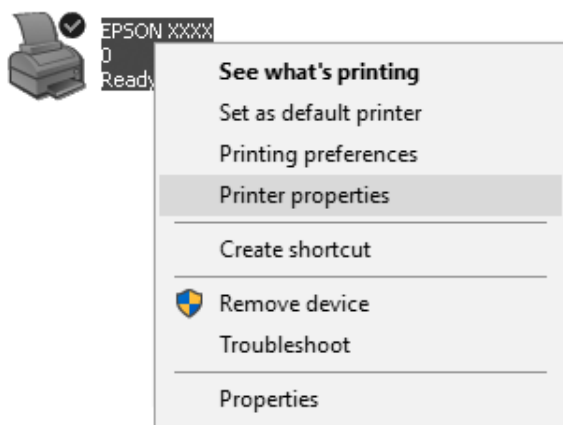 EPSON XXXX
0
Ready
See what's printing
Set as default printer
Printing preferences
Printer properties
Create shortcut
Remove device
Troubleshoot
Properties